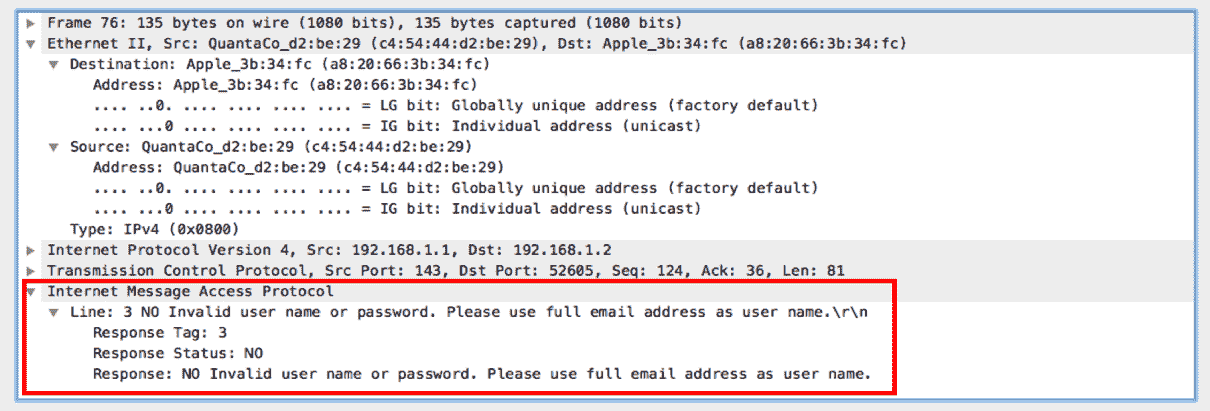 Frame 76: 135 bytes on wire (1080 bits), 135 bytes captured (1080 bits)
Ethernet II, Src: QuantaCo_d2:be:29 (c4:54:44:d2:be:29), Dst: Apple_3b:34:fc (a8:20:66:3b:34:fc)
Destination: Apple_3b:34:fc (a8:20:66:3b:34:fc)
Address: Apple_3b:34:fc (a8:20:66:3b:34:fc)
.... ..0. .... .... .... .... = LG bit: Globally unique address (factory default)
.... ...0 .... .... .... .... = IG bit: Individual address (unicast)
Source: QuantaCo_d2:be:29 (c4:54:44:d2:be:29)
Address: QuantaCo_d2:be:29 (c4:54:44:d2:be:29)
.... ..0. .... .... .... .... = LG bit: Globally unique address (factory default)
.... ...0 .... .... .... .... = IG bit: Individual address (unicast)
Type: IPv4 (0x0800)
Internet Protocol Version 4, Src: 192.168.1.1, Dst: 192.168.1.2
Transmission Control Protocol, Src Port: 143, Dst Port: 52605, Seq: 124, Ack: 36, Len: 81
Internet Message Access Protocol
Line: 3 NO Invalid user name or password. Please use full email address as user name.\r\n
Response Tag: 3
Response Status: NO
Response: NO Invalid user name or password. Please use full email address as user name.